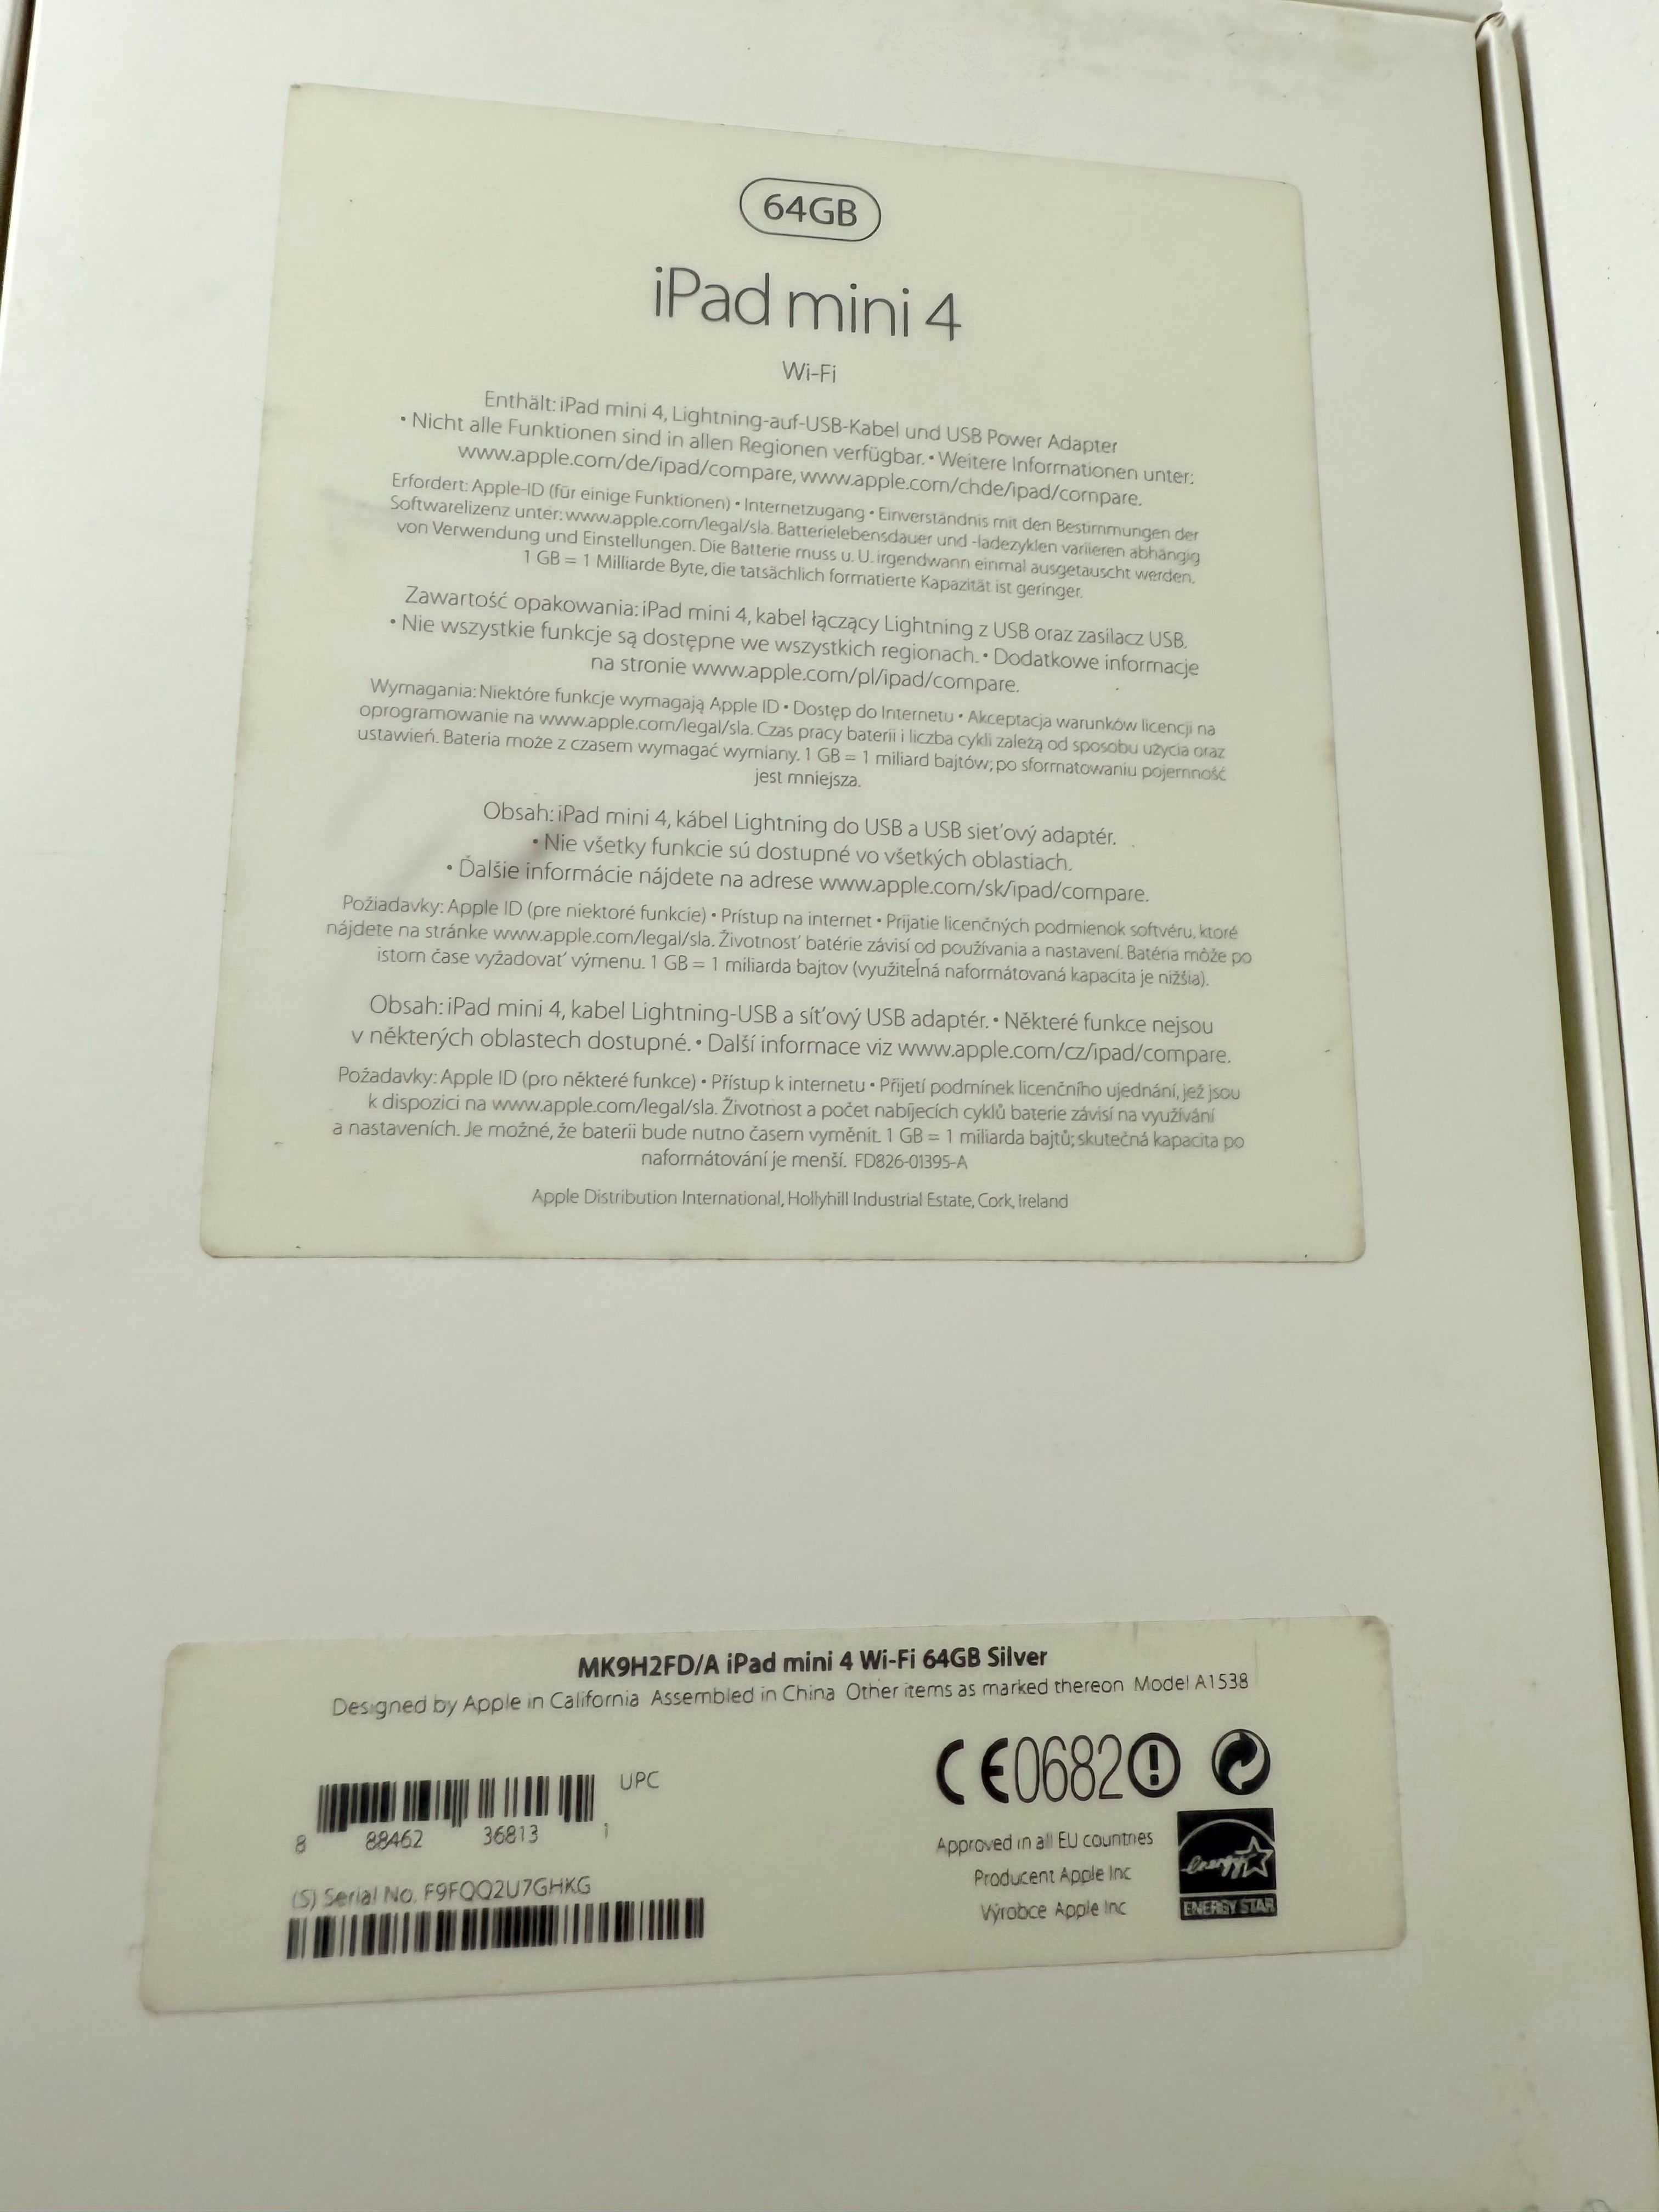 64GB
iPad mini 4
Wi-Fi
Enthält: iPad mini 4, Lightning-auf-USB-Kabel und USB Power Adapter
• Nicht alle Funktionen sind in allen Regionen verfügbar. • Weitere Informationen unter:
www.apple.com/de/ipad/compare, www.apple.com/chde/ipad/compare.
Erfordert: Apple-ID (für einige Funktionen) • Internetzugang • Einverständnis mit den Bestimmungen der
Softwarelizenz unter: www.apple.com/legal/sla. Batterielebensdauer und -ladezyklen variieren abhängig
von Verwendung und Einstellungen. Die Batterie muss u. U. irgendwann einmal ausgetauscht werden.
1 GB = 1 Milliarde Byte, die tatsächlich formatierte Kapazität ist geringer.
Zawartość opakowania: iPad mini 4, kabel łączący Lightning z USB oraz zasilacz USB.
• Nie wszystkie funkcje są dostępne we wszystkich regionach. • Dodatkowe informacje
na stronie www.apple.com/pl/ipad/compare.
Wymagania: Niektóre funkcje wymagają Apple ID • Dostęp do Internetu • Akceptacja warunków licencji na
oprogramowanie na www.apple.com/legal/sla. Czas pracy baterii i liczba cykli zależą od sposobu użycia oraz
ustawień. Bateria może z czasem wymagać wymiany. 1 GB = 1 miliard bajtów; po sformatowaniu pojemność
jest mniejsza.
Obsah: iPad mini 4, kábel Lightning do USB a USB sieťový adaptér.
• Nie všetky funkcie sú dostupné vo všetkých oblastiach.
• Ďalšie informácie nájdete na adrese www.apple.com/sk/ipad/compare.
Požiadavky: Apple ID (pre niektoré funkcie) • Prístup na internet • Prijatie licenčných podmienok softvéru, ktoré
nájdete na stránke www.apple.com/legal/sla. Životnosť batérie závisí od používania a nastavení. Batéria môže po
istom čase vyžadovať výmenu. 1 GB = 1 miliarda bajtov (využiteľná naformátovaná kapacita je nižšia).
Obsah: iPad mini 4, kabel Lightning-USB a síťový USB adaptér. • Některé funkce nejsou
v některých oblastech dostupné. • Další informace viz www.apple.com/cz/ipad/compare.
Požadavky: Apple ID (pro některé funkce) • Přístup k internetu • Přijetí podmínek licenčního ujednání, jež jsou
k dispozici na www.apple.com/legal/sla. Životnost a počet nabíjecích cyklů baterie závisí na využívání
a nastaveních. Je možné, že baterii bude nutno časem vyměnit. 1 GB = 1 miliarda bajtů; skutečná kapacita po
naformátování je menší. FD826-01395-A
Apple Distribution International, Hollyhill Industrial Estate, Cork, Ireland
MK9H2FD/A iPad mini 4 Wi-Fi 64GB Silver
Designed by Apple in California Assembled in China Other items as marked thereon Model A1538
UPC
8 88462 36813 1
(S) Serial No. F9FQQ2U7GHKG
CE0682
Approved in all EU countries
Producent Apple Inc
Výrobce Apple Inc
energy
ENERGY STAR